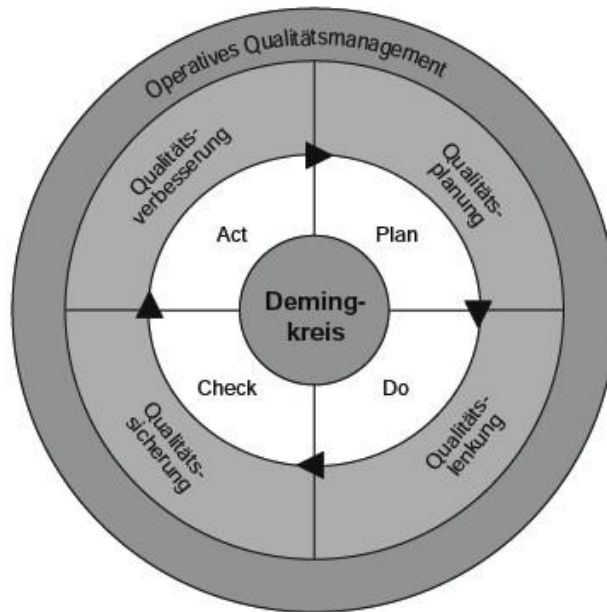 Operatives Qualitätsmanagement
Qualitäts-
verbesserung
Qualitäts-
planung
Act
Plan
Deming-
kreis
Check
Do
Qualitäts-
sicherung
Qualitäts-
lenkung